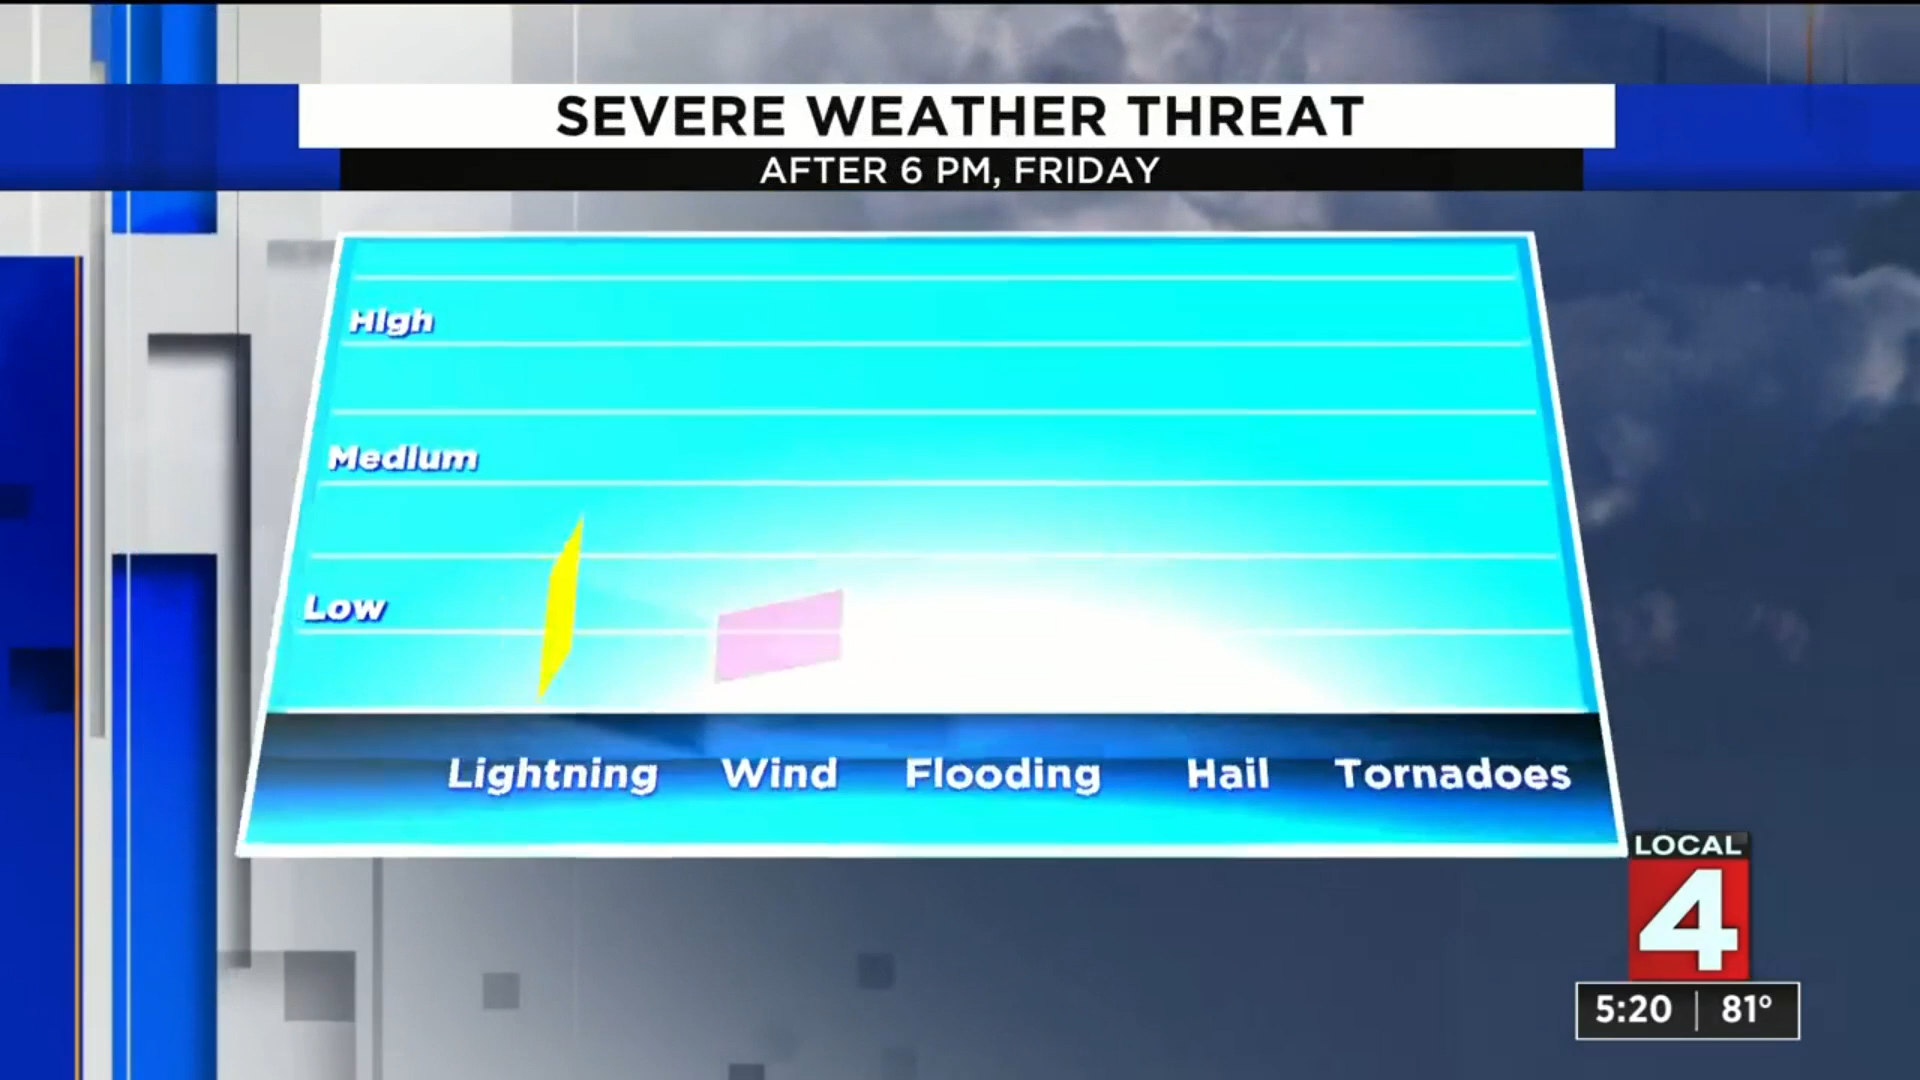 SEVERE WEATHER THREAT
AFTER 6 PM, FRIDAY
High
Medium
Low
Lightning Wind Flooding Hail Tornadoes
LOCAL
4
5:20 81°